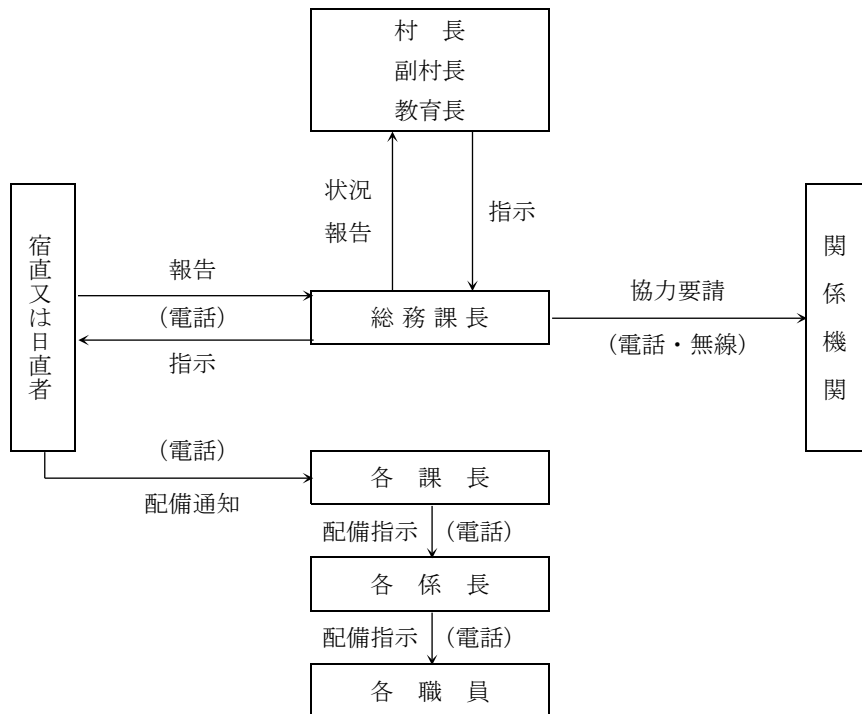 村　長
副村長
教育長
状況
報告
指示
宿直又は日直者
報告
(電話)
指示
総務課長
協力要請
(電話・無線)
関係機関
(電話)
配備通知
各　課　長
配備指示　(電話)
各　係　長
配備指示　(電話)
各　職　員